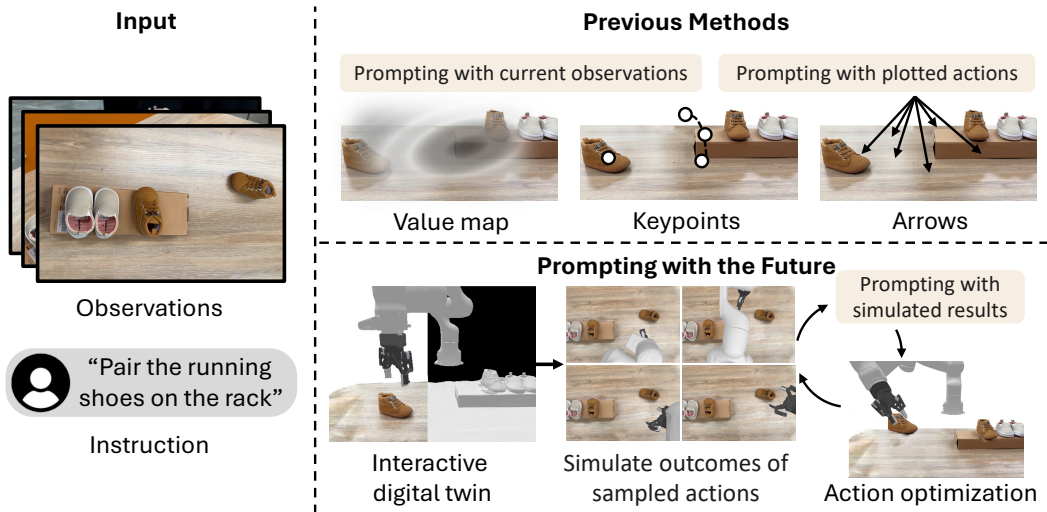 Input
Observations
“Pair the running
shoes on the rack”
Instruction
Previous Methods
Prompting with current observations
Prompting with plotted actions
Value map
Keypoints
Arrows
Prompting with the Future
Interactive
digital twin
Simulate outcomes of
sampled actions
Prompting with
simulated results
Action optimization